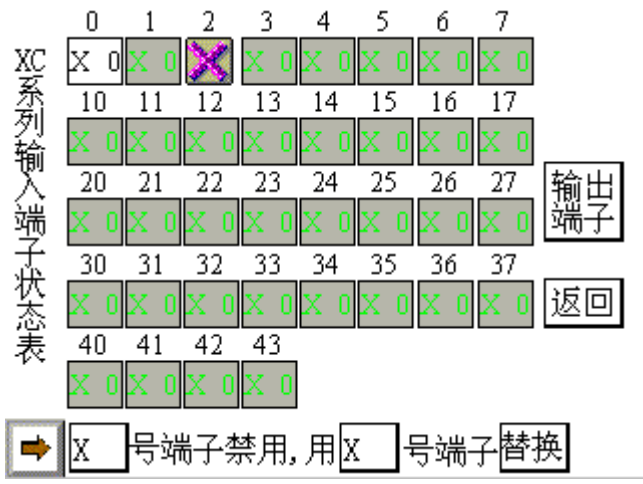 XC系列输入端子状态表
0 1 2 3 4 5 6 7
X 0 X 0 X 0 X 0 X 0 X 0 X 0
10 11 12 13 14 15 16 17
X 0 X 0 X 0 X 0 X 0 X 0 X 0 X 0
20 21 22 23 24 25 26 27
X 0 X 0 X 0 X 0 X 0 X 0 X 0 X 0
输出端子
30 31 32 33 34 35 36 37
X 0 X 0 X 0 X 0 X 0 X 0 X 0 X 0
返回
40 41 42 43
X 0 X 0 X 0 X 0
X 号端子禁用,用X 号端子替换